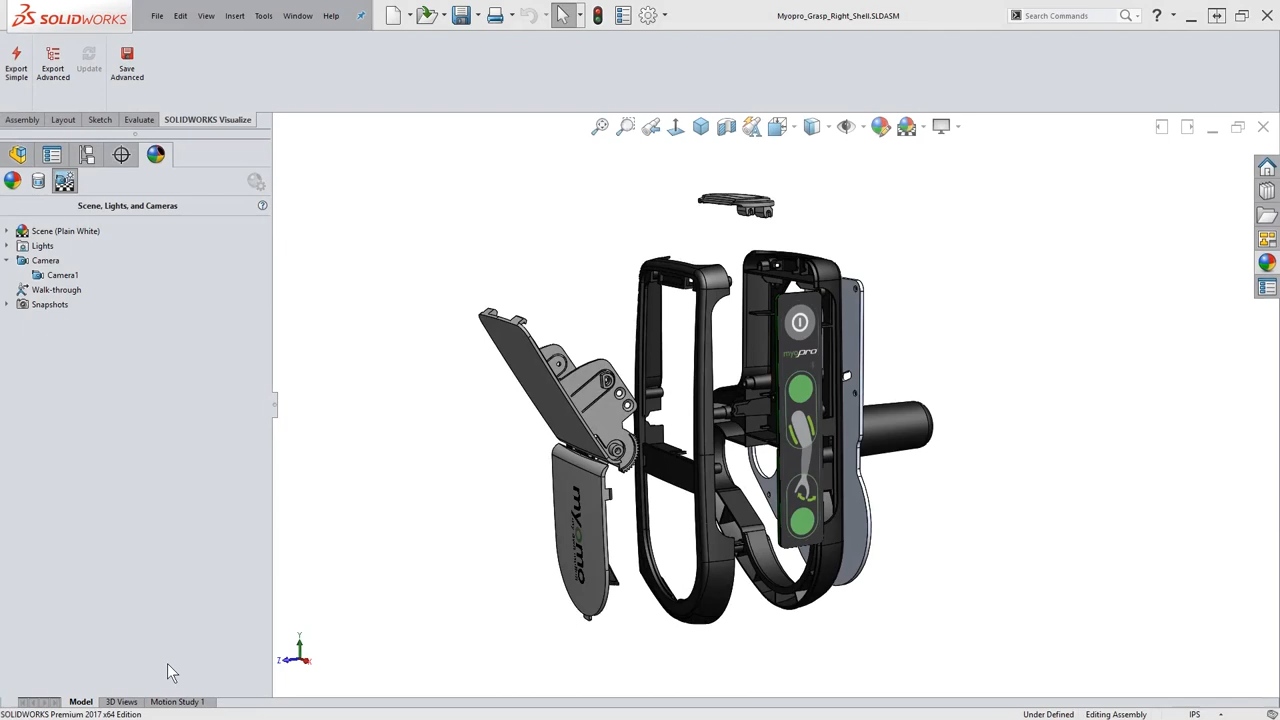 SOLIDWORKS
File Edit View Insert Tools Window Help
Myopro_Grasp_Right_Shell.SLDASM
Search Commands
?
Export Simple
Export Advanced
Update
Save Advanced
Assembly Layout Sketch Evaluate SOLIDWORKS Visualize
Scene, Lights, and Cameras
Scene (Plain White)
Lights
Camera
Camera1
Walk-through
Snapshots
myopro
myomo
Y
Z X
Model 3D Views Motion Study 1
SOLIDWORKS Premium 2017 x64 Edition
Under Defined Editing Assembly IPS